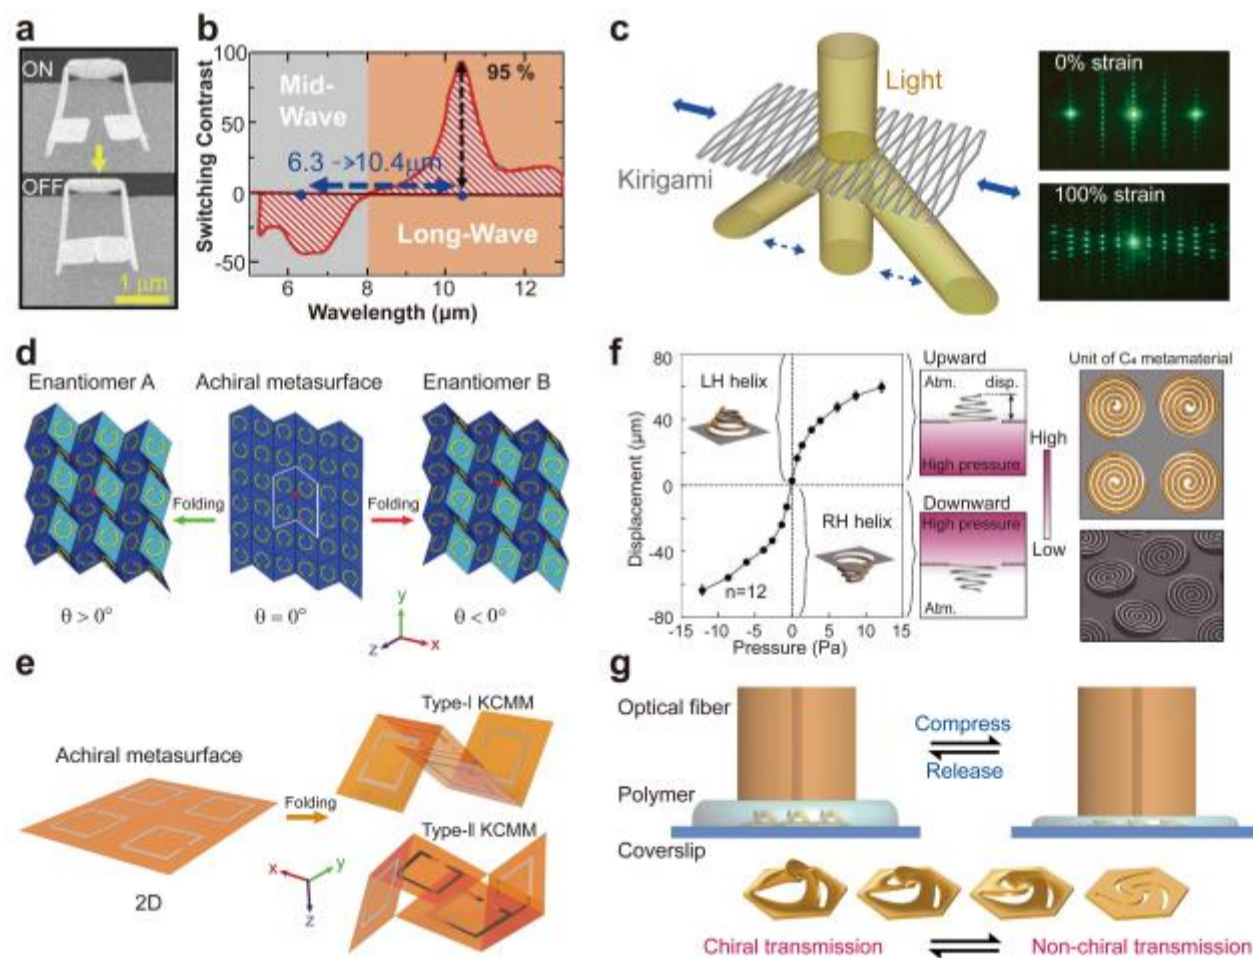 a
ON
OFF
1 μm
b
Switching Contrast
100
50
0
-50
Mid-
Wave
95 %
6.3 ->10.4μm
Long-Wave
6
8
10
12
Wavelength (μm)
c
Light
Kirigami
0% strain
100% strain
d
Enantiomer A
Achiral metasurface
Enantiomer B
Folding
Folding
θ > 0°
θ = 0°
θ < 0°
y
z
x
e
Achiral metasurface
2D
Folding
Type-I KCMM
Type-II KCMM
x
y
z
f
Displacement (μm)
80
40
0
-40
-80
LH helix
RH helix
n=12
-15
-10
-5
0
5
10
15
Pressure (Pa)
Upward
Atm.
disp.
High pressure
Downward
High pressure
Atm.
High
Low
Unit of C₄ metamaterial
g
Optical fiber
Compress
Release
Polymer
Coverslip
Chiral transmission
Non-chiral transmission